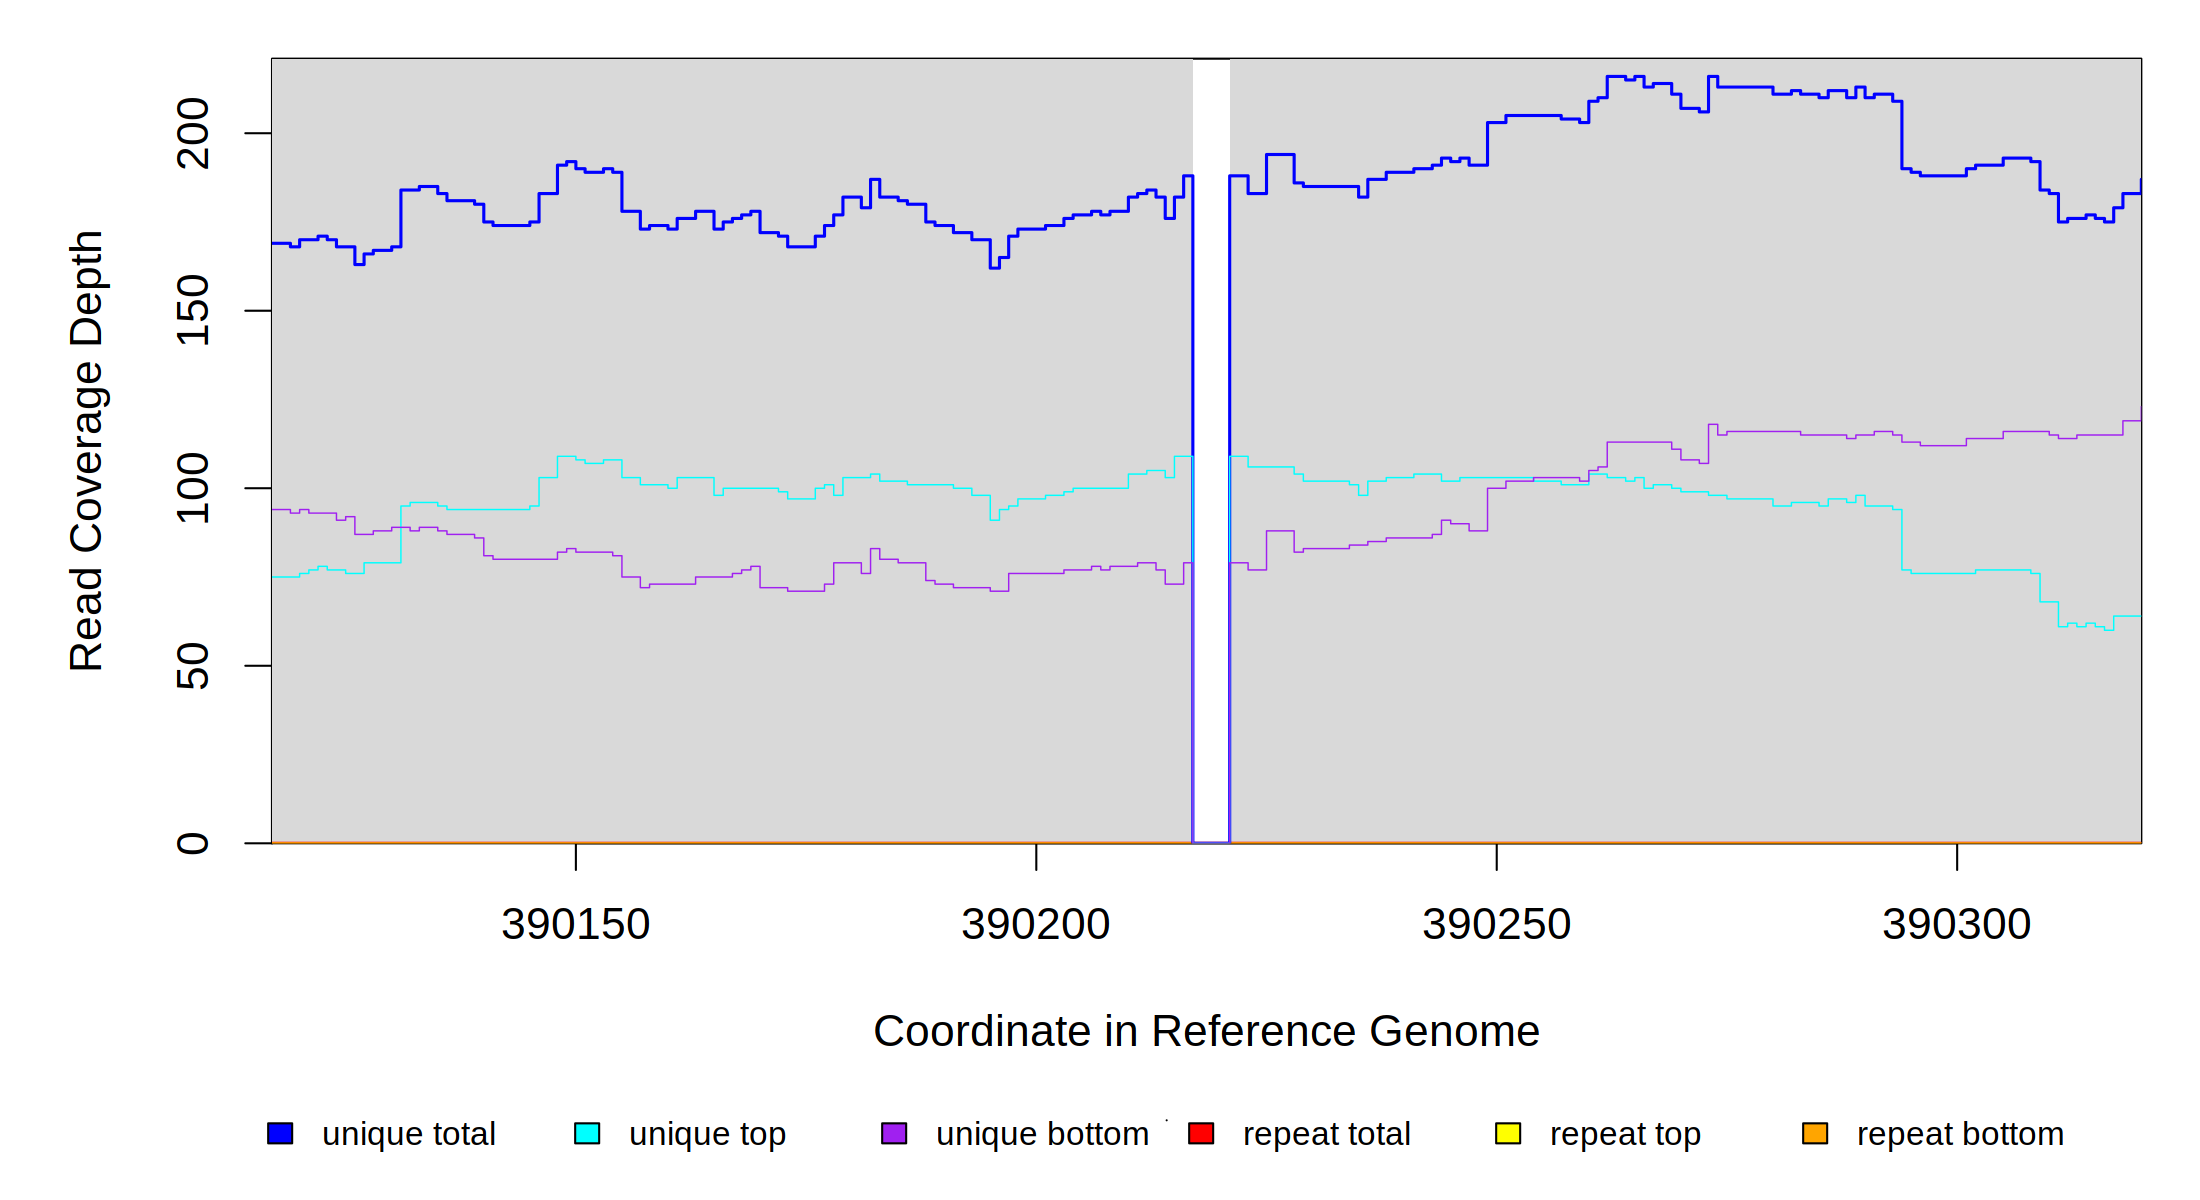 Read Coverage Depth
200
150
100
50
0
390150 390200 390250 390300
Coordinate in Reference Genome
unique total unique top unique bottom repeat total repeat top repeat bottom